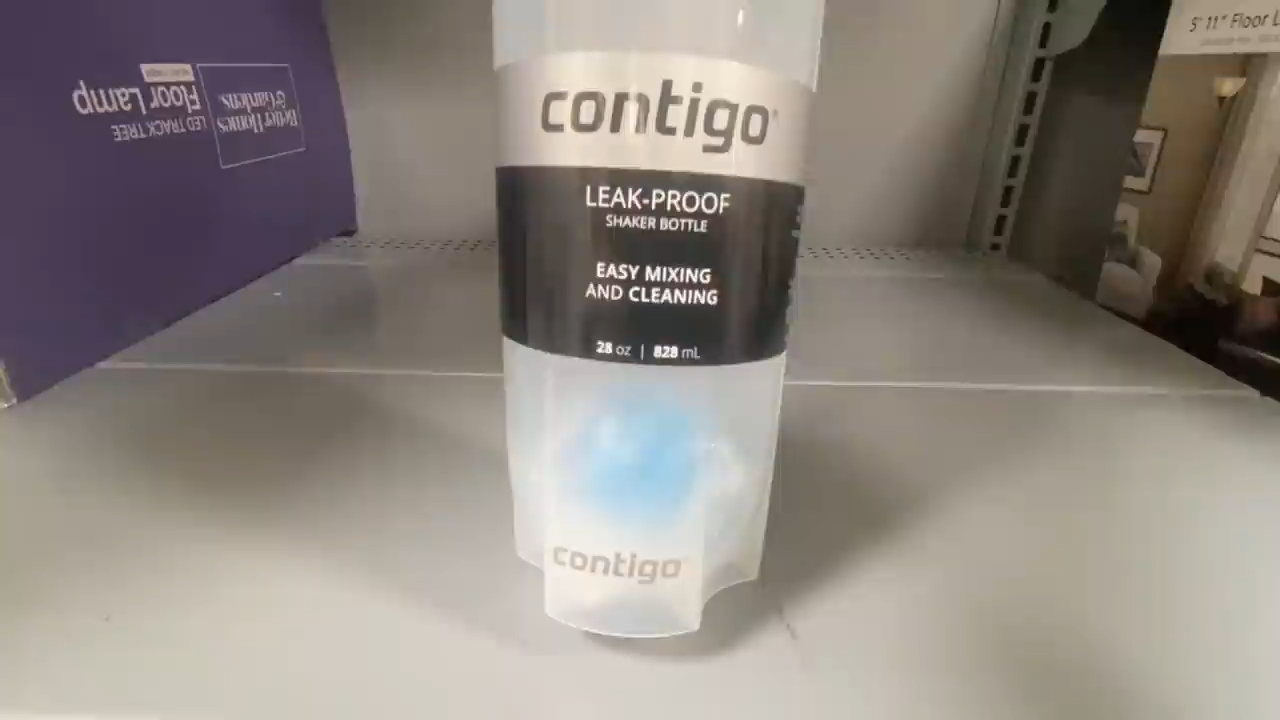 contigo
LEAK-PROOF
SHAKER BOTTLE
EASY MIXING
AND CLEANING
28 oz | 828 mL
contigo
Better Homes
& Gardens
LED TRACK TREE
Floor Lamp
5' 11" Floor L